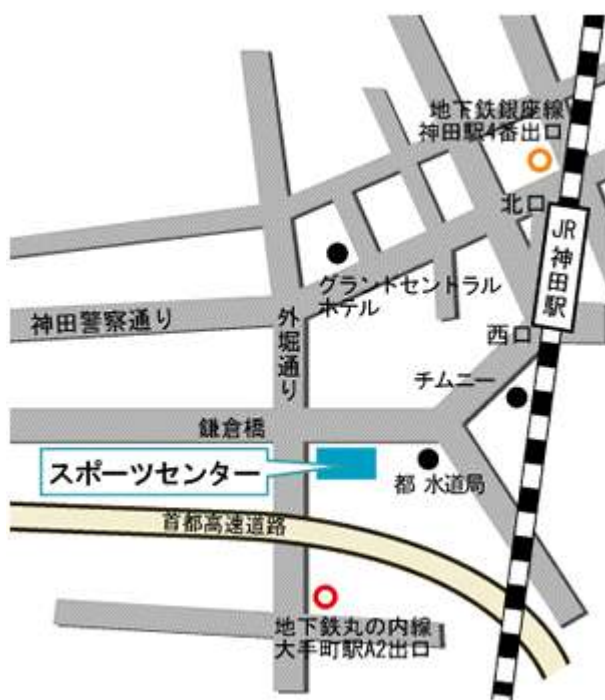 地下鉄銀座線
神田駅4番出口
北口
JR神田駅
グランドセントラル
ホテル
神田警察通り
外堀通り
西口
チムニー
鎌倉橋
スポーツセンター
都 水道局
首都高速道路
地下鉄丸の内線
大手町駅A2出口